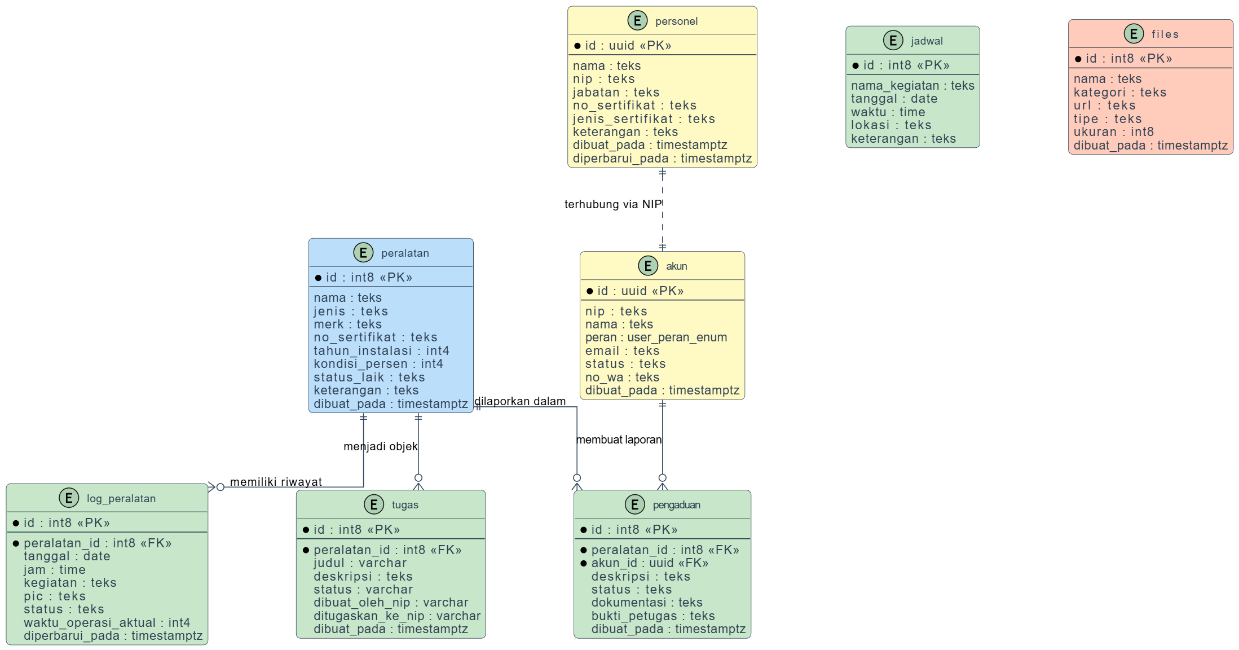 E personel
id : uuid «PK»
nama : teks
nip : teks
jabatan : teks
no_sertifikat : teks
jenis_sertifikat : teks
keterangan : teks
dibuat_pada : timestamptz
diperbarui_pada : timestamptz
E jadwal
id : int8 «PK»
nama_kegiatan : teks
tanggal : date
waktu : time
lokasi : teks
keterangan : teks
E files
id : int8 «PK»
nama : teks
kategori : teks
url : teks
tipe : teks
ukuran : int8
dibuat_pada : timestamptz
terhubung via NIP
E peralatan
id : int8 «PK»
nama : teks
jenis : teks
merk : teks
no_sertifikat : teks
tahun_instalasi : int4
kondisi_persen : int4
status_laik : teks
keterangan : teks
dibuat_pada : timestamptz
E akun
id : uuid «PK»
nip : teks
nama : teks
peran : user_peran_enum
email : teks
status : teks
no_wa : teks
dibuat_pada : timestamptz
dilaporkan dalam
menjadi objek
membuat laporan
memiliki riwayat
E log_peralatan
id : int8 «PK»
peralatan_id : int8 «FK»
tanggal : date
jam : time
kegiatan : teks
pic : teks
status : teks
waktu_operasi_aktual : int4
diperbarui_pada : timestamptz
E tugas
id : int8 «PK»
peralatan_id : int8 «FK»
judul : varchar
deskripsi : teks
status : varchar
dibuat_oleh_nip : varchar
ditugaskan_ke_nip : varchar
dibuat_pada : timestamptz
E pengaduan
id : int8 «PK»
peralatan_id : int8 «FK»
akun_id : uuid «FK»
deskripsi : teks
status : teks
dokumentasi : teks
bukti_petugas : teks
dibuat_pada : timestamptz